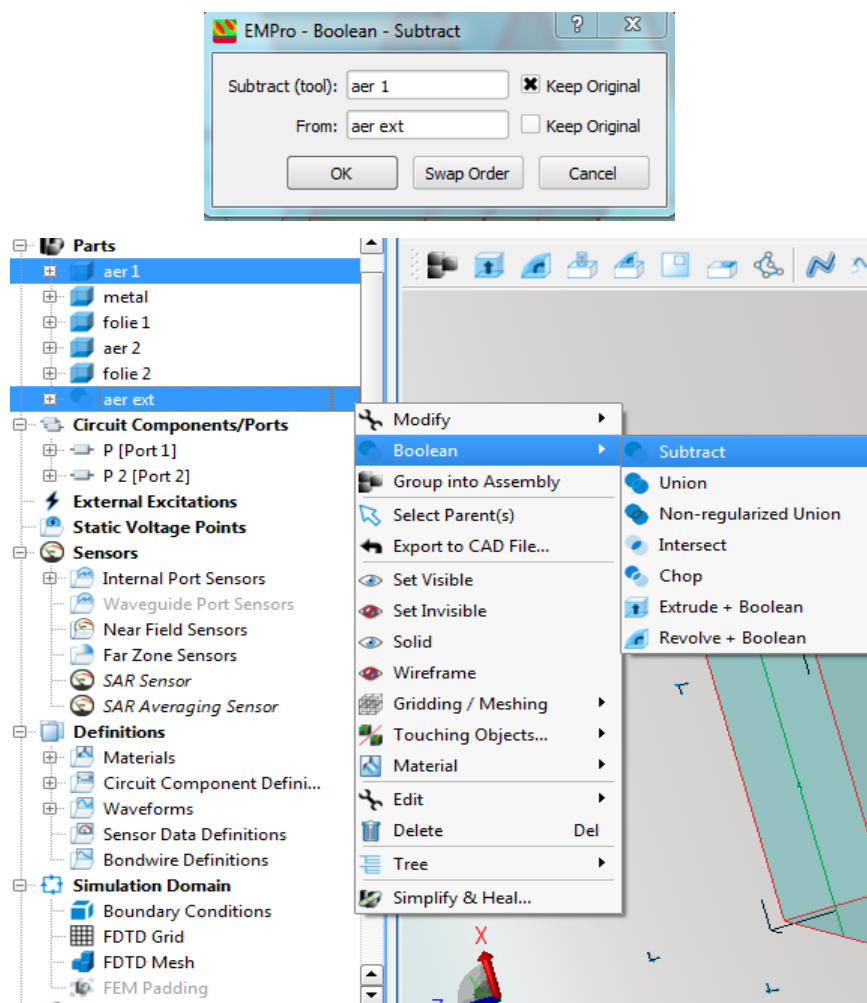 EMPro - Boolean - Subtract
?
Subtract (tool): aer 1 Keep Original
From: aer ext Keep Original
OK Swap Order Cancel
Parts
aer 1
metal
folie 1
aer 2
folie 2
aer ext
Circuit Components/Ports
P [Port 1]
P 2 [Port 2]
External Excitations
Static Voltage Points
Sensors
Internal Port Sensors
Waveguide Port Sensors
Near Field Sensors
Far Zone Sensors
SAR Sensor
SAR Averaging Sensor
Definitions
Materials
Circuit Component Defini...
Waveforms
Sensor Data Definitions
Bondwire Definitions
Simulation Domain
Boundary Conditions
FDTD Grid
FDTD Mesh
FEM Padding
Modify
Boolean
Group into Assembly
Select Parent(s)
Export to CAD File...
Set Visible
Set Invisible
Solid
Wireframe
Gridding / Meshing
Touching Objects...
Material
Edit
Delete Del
Tree
Simplify & Heal...
Subtract
Union
Non-regularized Union
Intersect
Chop
Extrude + Boolean
Revolve + Boolean
X
Y
Z